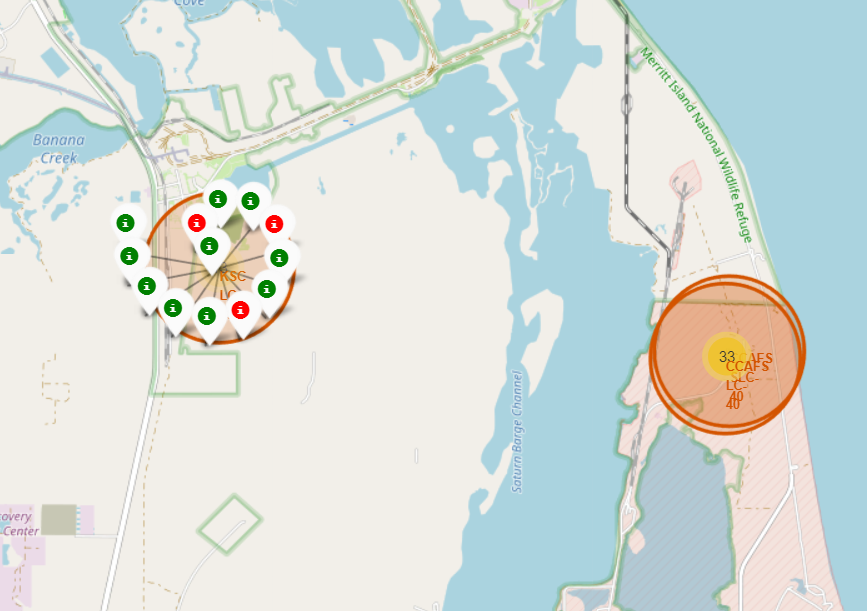 Cove
Merritt Island National Wildlife Refuge
Banana
Creek
KSC
LC-
33
CCAFS
SLC-
LC-
40
40
Saturn Barge Channel
overy
Center